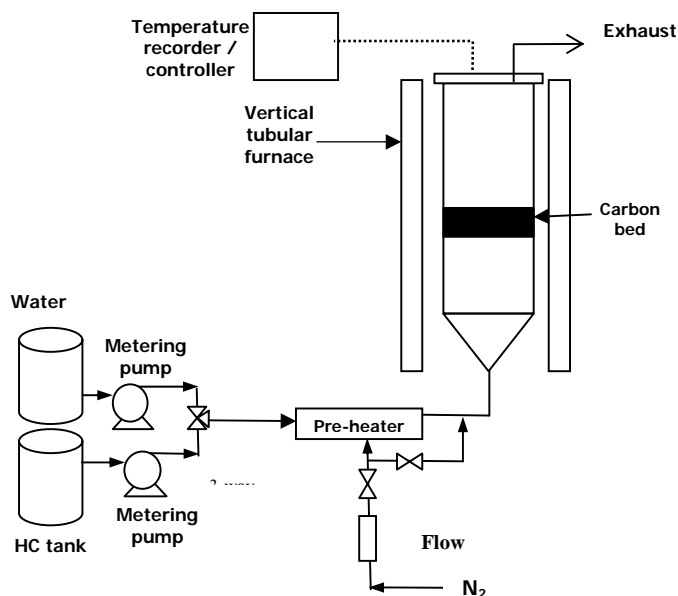 Temperature
recorder /
controller
Exhaust
Vertical
tubular
furnace
Carbon
bed
Water
Metering
pump
Pre-heater
Metering
pump
HC tank
Flow
N₂